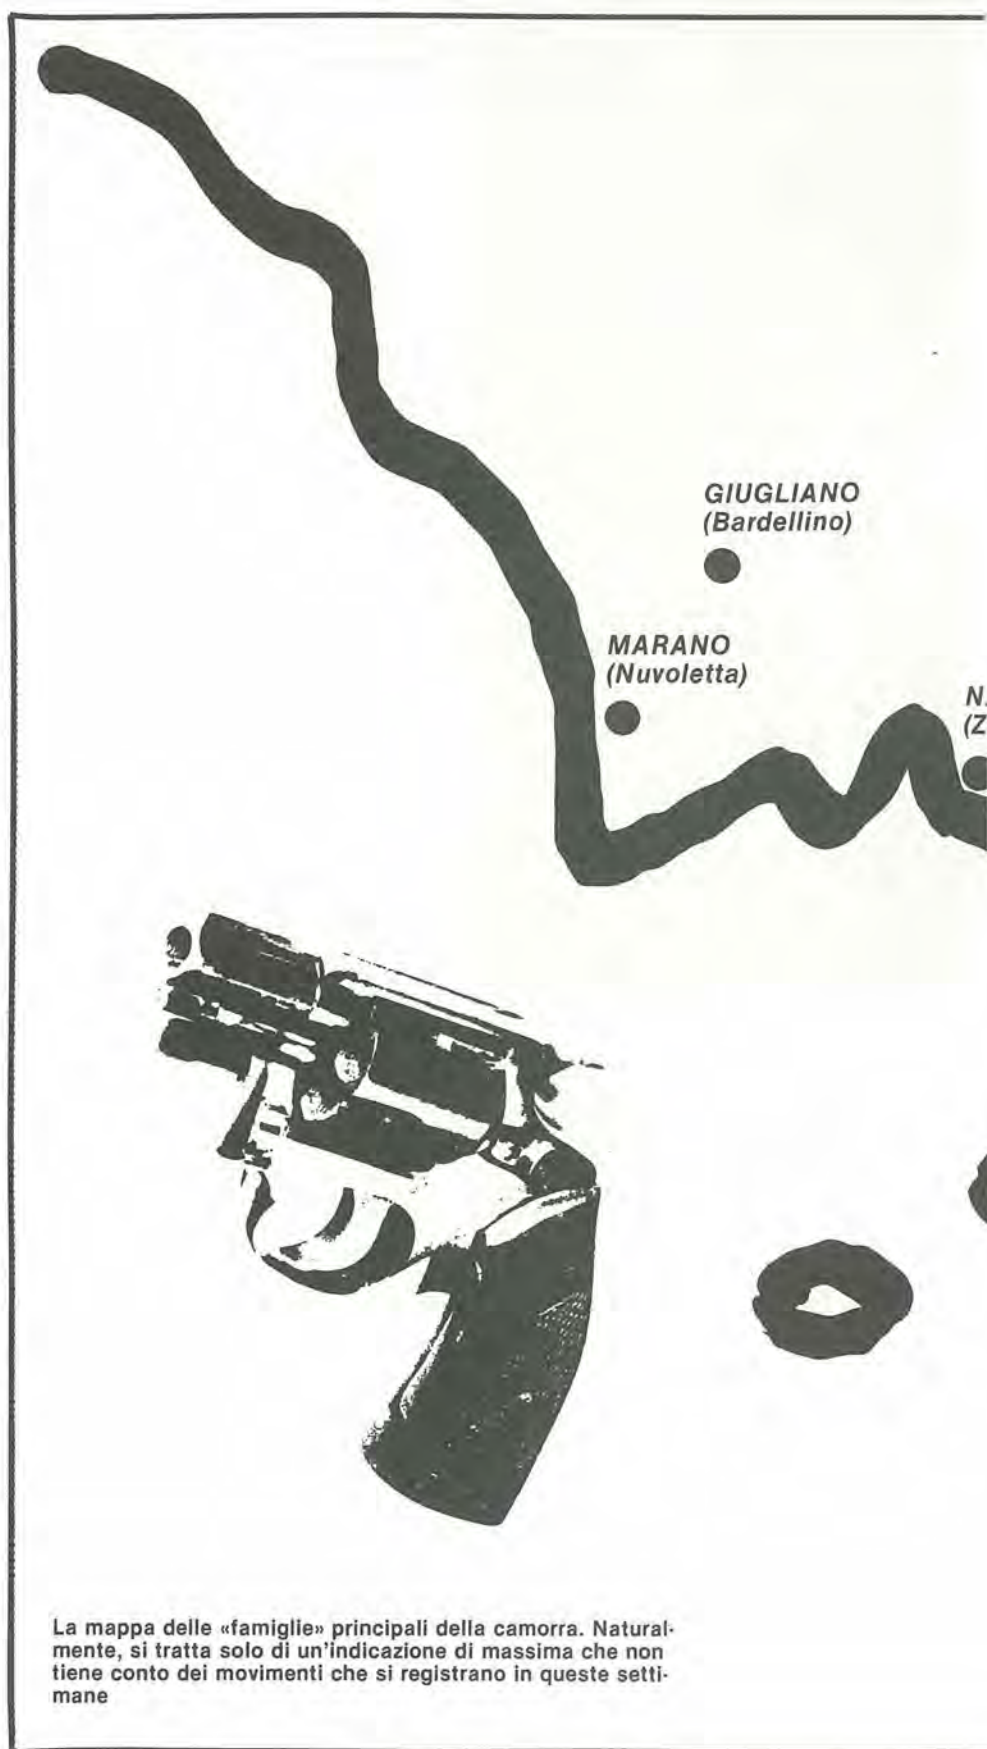 GIUGLIANO
(Bardellino)
MARANO
(Nuvoletta)
La mappa delle «famiglie» principali della camorra. Natural-
mente, si tratta solo di un'indicazione di massima che non
tiene conto dei movimenti che si registrano in queste setti-
mane